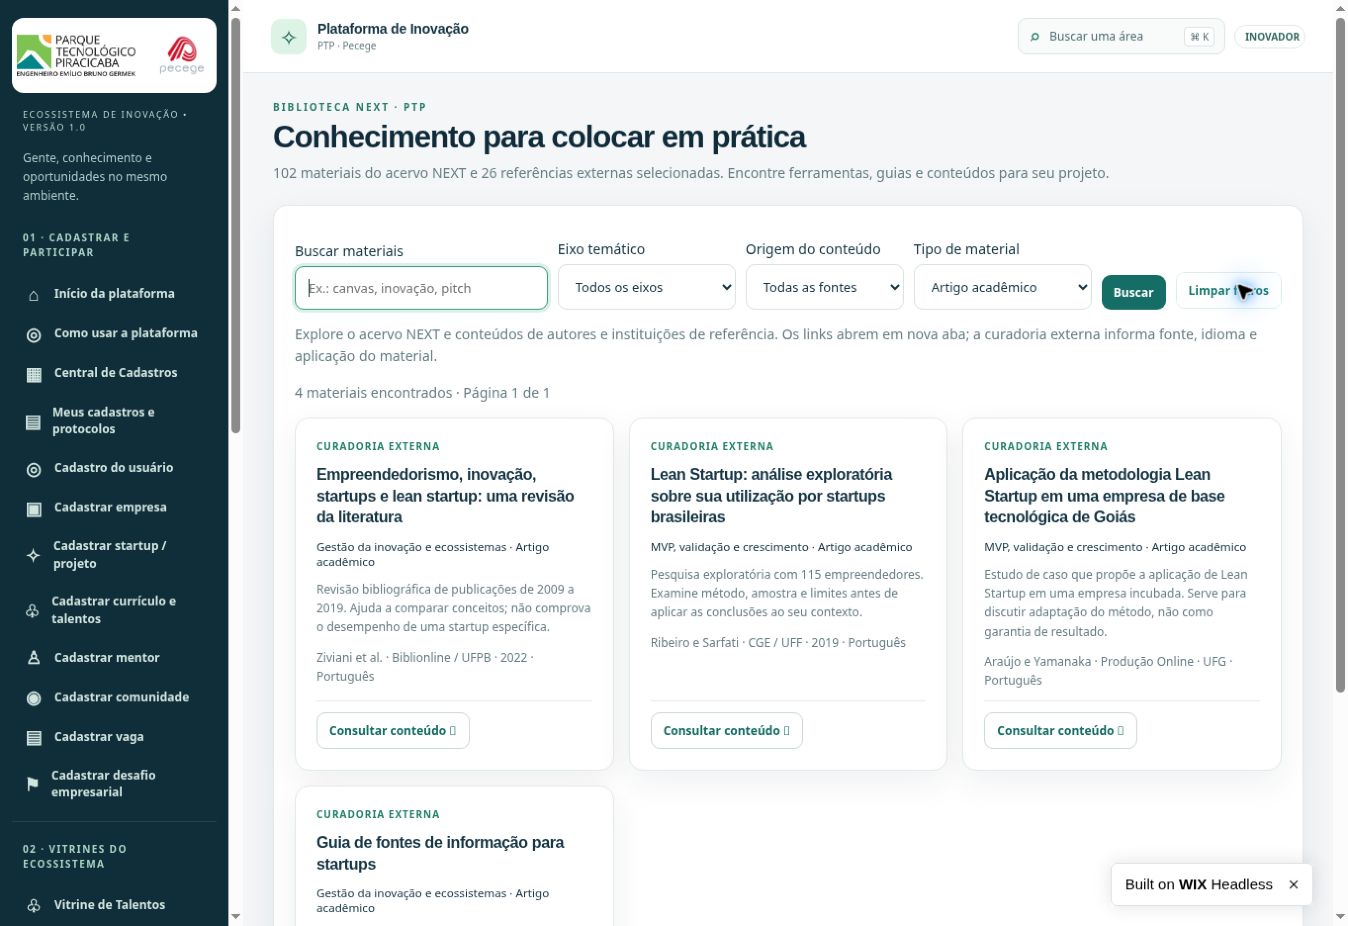 PARQUE
TECNOLÓGICO
PIRACICABA
ENGENHEIRO EMÍLIO BRUNO GERMEK
pecege
ECOSSISTEMA DE INOVAÇÃO •
VERSÃO 1.0
Gente, conhecimento e
oportunidades no mesmo
ambiente.
01 · CADASTRAR E
PARTICIPAR
Início da plataforma
Como usar a plataforma
Central de Cadastros
Meus cadastros e
protocolos
Cadastro do usuário
Cadastrar empresa
Cadastrar startup /
projeto
Cadastrar currículo e
talentos
Cadastrar mentor
Cadastrar comunidade
Cadastrar vaga
Cadastrar desafio
empresarial
02 · VITRINES DO
ECOSSISTEMA
Vitrine de Talentos
Plataforma de Inovação
PTP · Pecege
Buscar uma área
⌘ K
INOVADOR
BIBLIOTECA NEXT · PTP
Conhecimento para colocar em prática
102 materiais do acervo NEXT e 26 referências externas selecionadas. Encontre ferramentas, guias e conteúdos para seu projeto.
Buscar materiais
Eixo temático
Origem do conteúdo
Tipo de material
Ex.: canvas, inovação, pitch
Todos os eixos
Todas as fontes
Artigo acadêmico
Buscar
Limpar
Explore o acervo NEXT e conteúdos de autores e instituições de referência. Os links abrem em nova aba; a curadoria externa informa fonte, idioma e
aplicação do material.
4 materiais encontrados · Página 1 de 1
CURADORIA EXTERNA
Empreendedorismo, inovação,
startups e lean startup: uma revisão
da literatura
Gestão da inovação e ecossistemas · Artigo
acadêmico
Revisão bibliográfica de publicações de 2009 a
2019. Ajuda a comparar conceitos; não comprova
o desempenho de uma startup específica.
Ziviani et al. · Biblionline / UFPB · 2022 ·
Português
Consultar conteúdo
CURADORIA EXTERNA
Lean Startup: análise exploratória
sobre sua utilização por startups
brasileiras
MVP, validação e crescimento · Artigo acadêmico
Pesquisa exploratória com 115 empreendedores.
Examine método, amostra e limites antes de
aplicar as conclusões ao seu contexto.
Ribeiro e Sarfati · CGE / UFF · 2019 · Português
Consultar conteúdo
CURADORIA EXTERNA
Aplicação da metodologia Lean
Startup em uma empresa de base
tecnológica de Goiás
MVP, validação e crescimento · Artigo acadêmico
Estudo de caso que propõe a aplicação de Lean
Startup em uma empresa incubada. Serve para
discutir adaptação do método, não como
garantia de resultado.
Araújo e Yamanaka · Produção Online · UFG ·
Português
Consultar conteúdo
CURADORIA EXTERNA
Guia de fontes de informação para
startups
Gestão da inovação e ecossistemas · Artigo
acadêmico
Built on WIX Headless